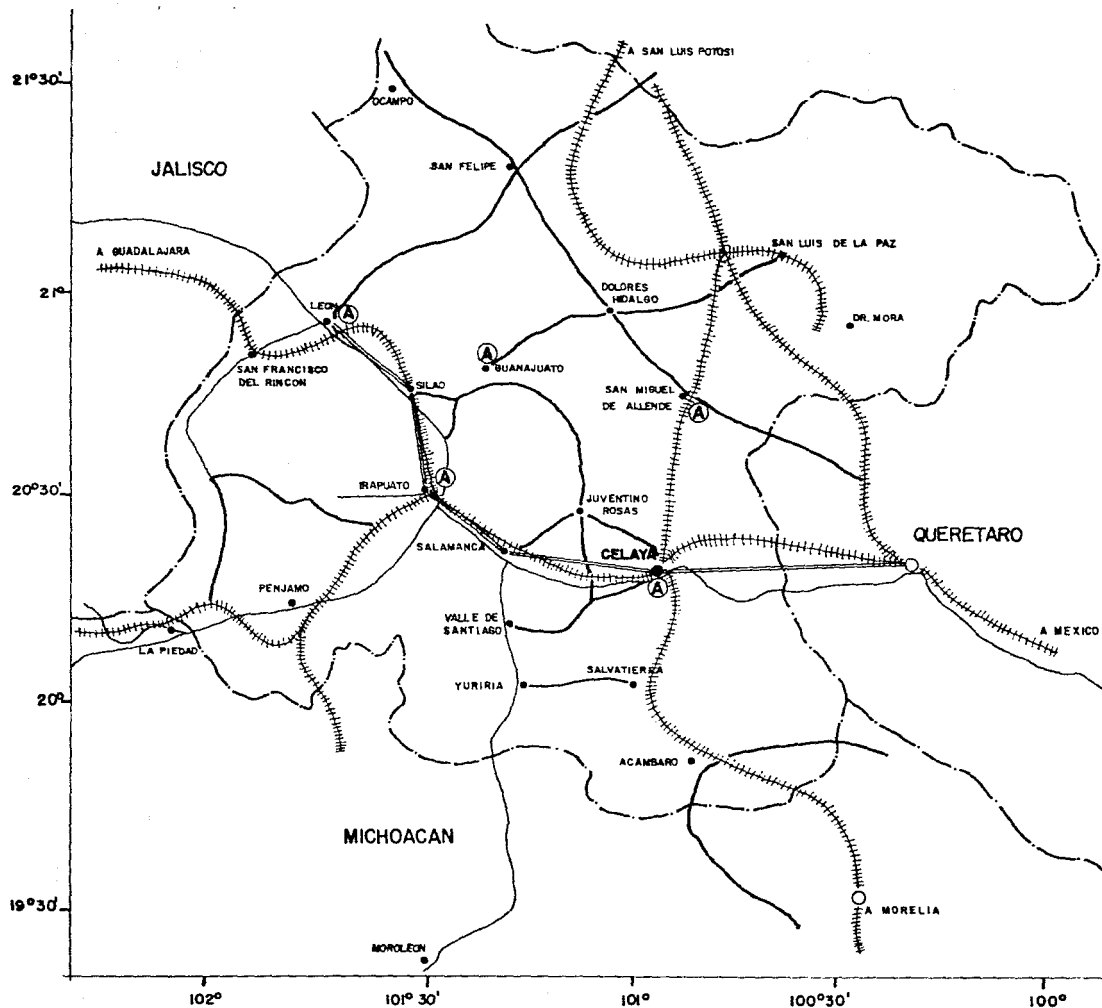 A SAN LUIS POTOSI
21°30'
OCAMPO
JALISCO
SAN FELIPE
A GUADALAJARA
SAN LUIS DE LA PAZ
21°
DOLORES
HIDALGO
LEON
A
DR. MORA
SAN FRANCISCO
DEL RINCON
A
GUANAJUATO
SILAO
SAN MIGUEL
DE ALLENDE
A
20°30'
IRAPUATO
A
JUVENTINO
ROSAS
SALAMANCA
CELAYA
A
QUERETARO
PENJAMO
VALLE DE
SANTIAGO
A MEXICO
LA PIEDAD
SALVATIERRA
YURIRIA
20°
ACAMBARO
MICHOACAN
19°30'
A MORELIA
MOROLEON
102°
101°30'
101°
100°30'
100°